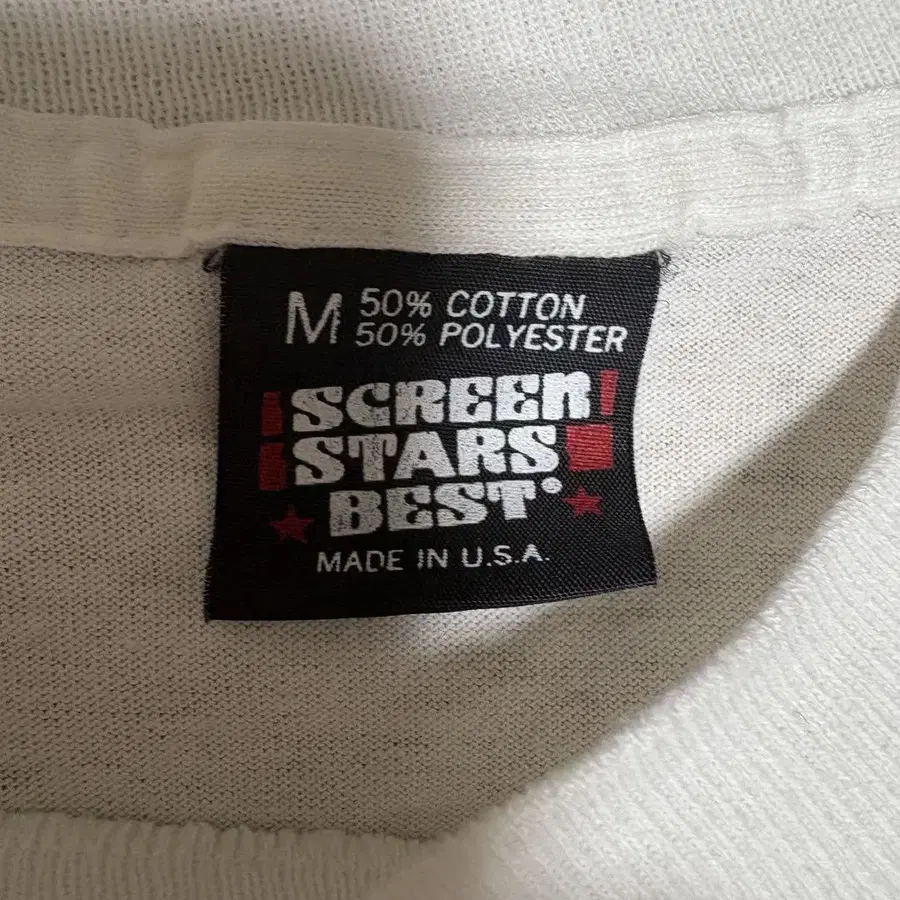 M 50% COTTON
50% POLYESTER
SCREEN
STARS
BEST
MADE IN U.S.A.